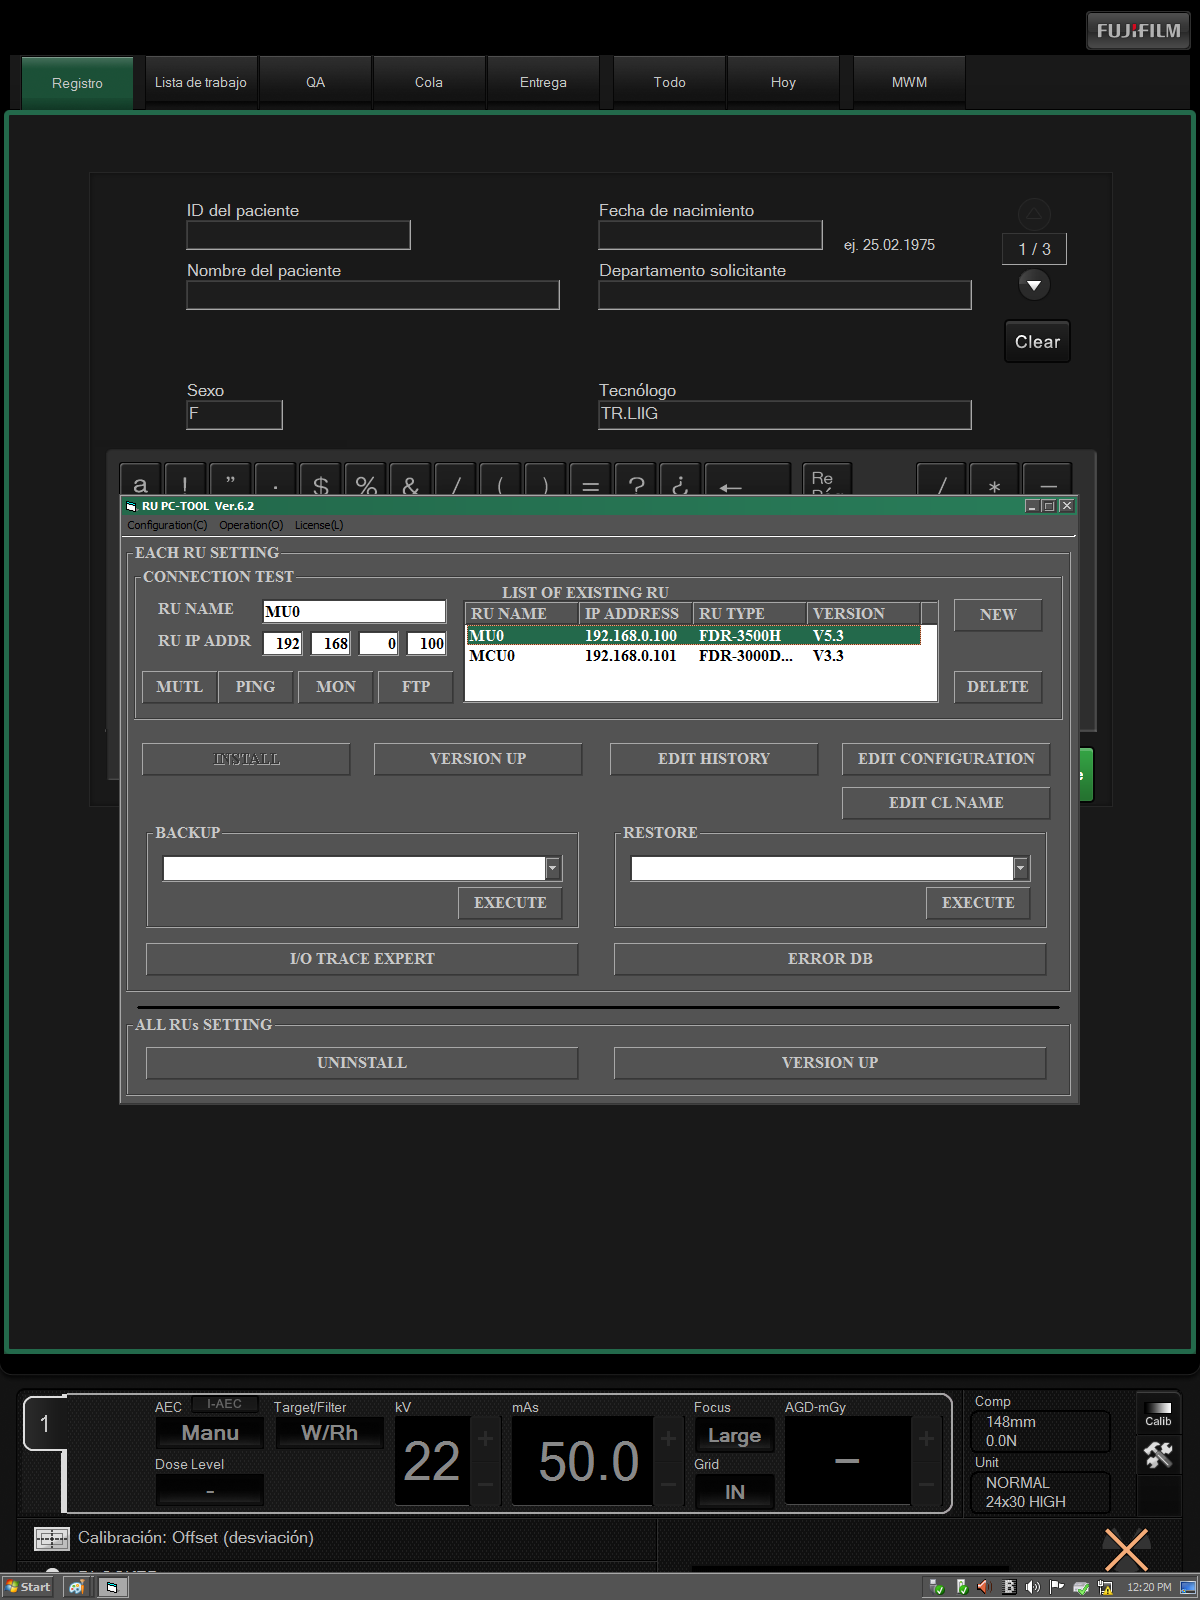 FUJIFILM
Registro
Lista de trabajo
QA
Cola
Entrega
Todo
Hoy
MWM
ID del paciente
Fecha de nacimiento
ej. 25.02.1975
1 / 3
Nombre del paciente
Departamento solicitante
Clear
Sexo
Tecnólogo
F
TR.LIIG
a ! " · $ % & / ( ) = ? ¿ ← Re / * −
RU PC-TOOL Ver.6.2
Configuration(C) Operation(O) License(L)
EACH RU SETTING
CONNECTION TEST
LIST OF EXISTING RU
RU NAME MU0
RU IP ADDR 192 168 0 100
RU NAME IP ADDRESS RU TYPE VERSION
MU0 192.168.0.100 FDR-3500H V5.3
MCU0 192.168.0.101 FDR-3000D... V3.3
NEW
MUTL PING MON FTP
DELETE
INSTALL
VERSION UP
EDIT HISTORY
EDIT CONFIGURATION
EDIT CL NAME
e
BACKUP
RESTORE
EXECUTE
EXECUTE
I/O TRACE EXPERT
ERROR DB
ALL RUs SETTING
UNINSTALL
VERSION UP
1
AEC I-AEC
Manu
Dose Level
-
Target/Filter
W/Rh
kV
22
+
−
mAs
50.0
+
−
Focus
Large
Grid
IN
AGD-mGy
−
+
−
Comp
148mm
0.0N
Unit
NORMAL
24x30 HIGH
Calib
Calibración: Offset (desviación)
Start
12:20 PM